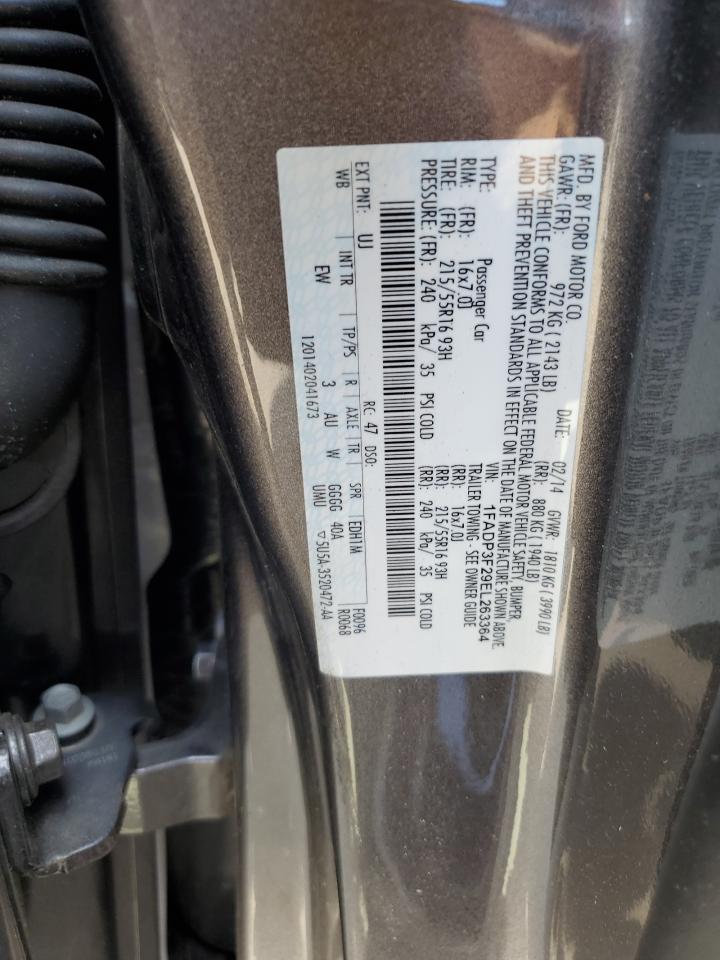 MFD. BY FORD MOTOR CO.
DATE: 02/14 GVWR: 1810 KG ( 3990 LB)
GAWR: (FR): 972 KG ( 2143 LB) (RR): 880 KG ( 1940 LB)
THIS VEHICLE CONFORMS TO ALL APPLICABLE FEDERAL MOTOR VEHICLE SAFETY, BUMPER,
AND THEFT PREVENTION STANDARDS IN EFFECT ON THE DATE OF MANUFACTURE SHOWN ABOVE.
VIN: 1FADP3F29EL263364
TYPE: Passenger Car TRAILER TOWING - SEE OWNER GUIDE
RIM: (FR): 16x7.0J (RR): 16x7.0J
TIRE: (FR): 215/55R16 93H (RR): 215/55R16 93H
PRESSURE: (FR): 240 kPa/ 35 PSI COLD (RR): 240 kPa/ 35 PSI COLD
EXT PNT: UJ RC: 47 DSO: F0096
R0068
WB | INT TR | TP/PS | R | AXLE | TR | SPR | EDH1M
EW 3 AU W GGGG 40A
1201402041673 UMU ▽5U5A-3520472-AA